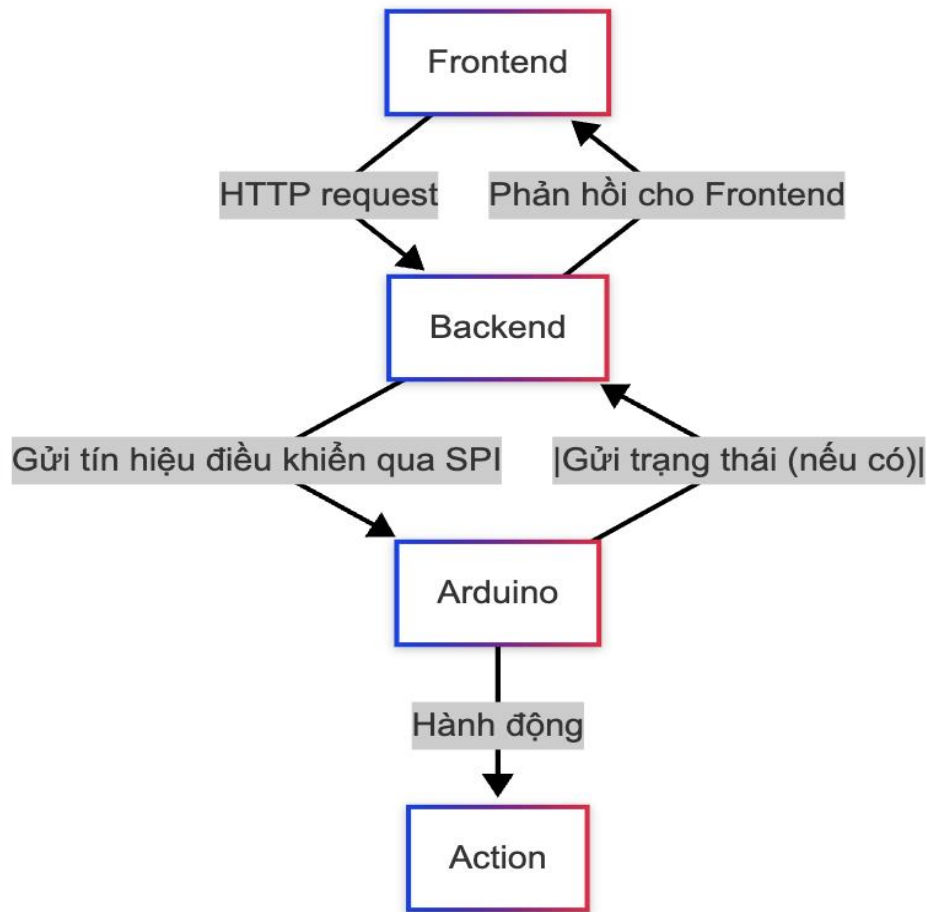 Frontend
HTTP request
Phản hồi cho Frontend
Backend
Gửi tín hiệu điều khiển qua SPI
|Gửi trạng thái (nếu có)|
Arduino
Hành động
Action